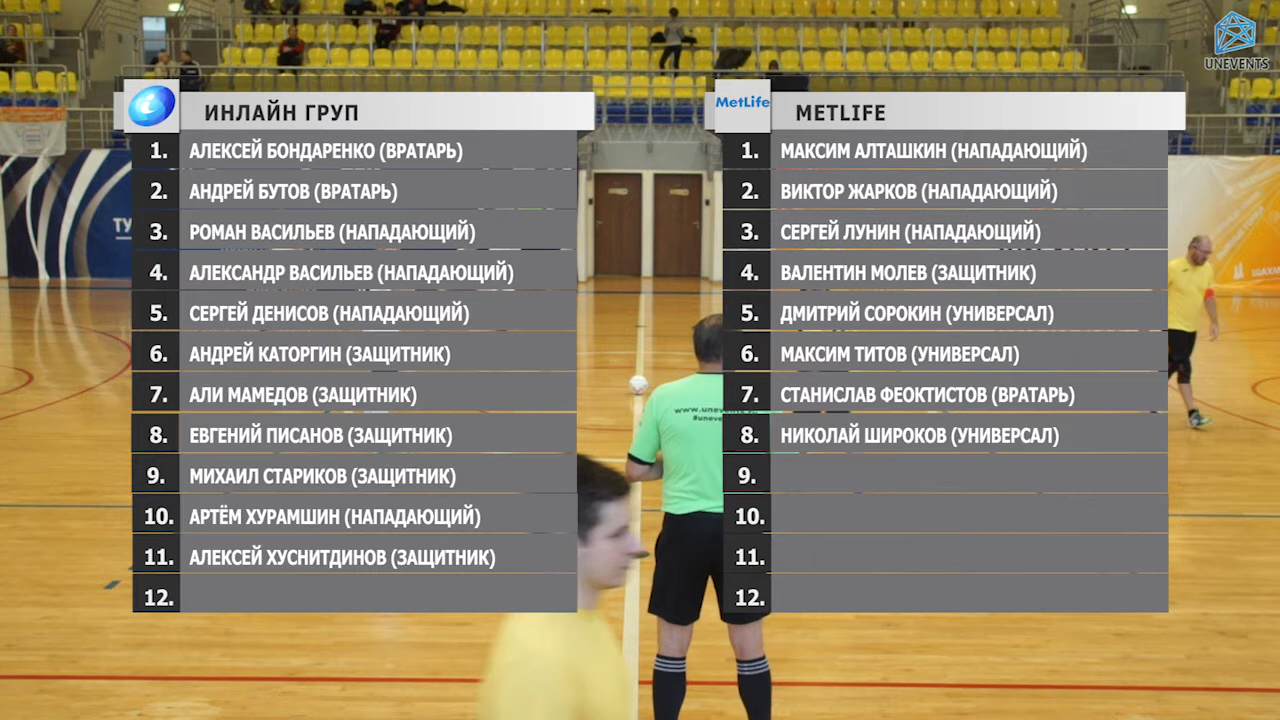 UNEVENTS
ИНЛАЙН ГРУП
1. АЛЕКСЕЙ БОНДАРЕНКО (ВРАТАРЬ)
2. АНДРЕЙ БУТОВ (ВРАТАРЬ)
3. РОМАН ВАСИЛЬЕВ (НАПАДАЮЩИЙ)
4. АЛЕКСАНДР ВАСИЛЬЕВ (НАПАДАЮЩИЙ)
5. СЕРГЕЙ ДЕНИСОВ (НАПАДАЮЩИЙ)
6. АНДРЕЙ КАТОРГИН (ЗАЩИТНИК)
7. АЛИ МАМЕДОВ (ЗАЩИТНИК)
8. ЕВГЕНИЙ ПИСАНОВ (ЗАЩИТНИК)
9. МИХАИЛ СТАРИКОВ (ЗАЩИТНИК)
10. АРТЁМ ХУРАМШИН (НАПАДАЮЩИЙ)
11. АЛЕКСЕЙ ХУСНИТДИНОВ (ЗАЩИТНИК)
12.
MetLife
METLIFE
1. МАКСИМ АЛТАШКИН (НАПАДАЮЩИЙ)
2. ВИКТОР ЖАРКОВ (НАПАДАЮЩИЙ)
3. СЕРГЕЙ ЛУНИН (НАПАДАЮЩИЙ)
4. ВАЛЕНТИН МОЛЕВ (ЗАЩИТНИК)
5. ДМИТРИЙ СОРОКИН (УНИВЕРСАЛ)
6. МАКСИМ ТИТОВ (УНИВЕРСАЛ)
7. СТАНИСЛАВ ФЕОКТИСТОВ (ВРАТАРЬ)
8. НИКОЛАЙ ШИРОКОВ (УНИВЕРСАЛ)
9.
10.
11.
12.